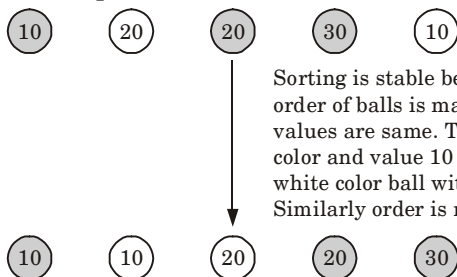 10 20 20 30 10
Sorting is stable be
order of balls is ma
values are same. T
color and value 10
white color ball wit
Similarly order is
10 10 20 20 30